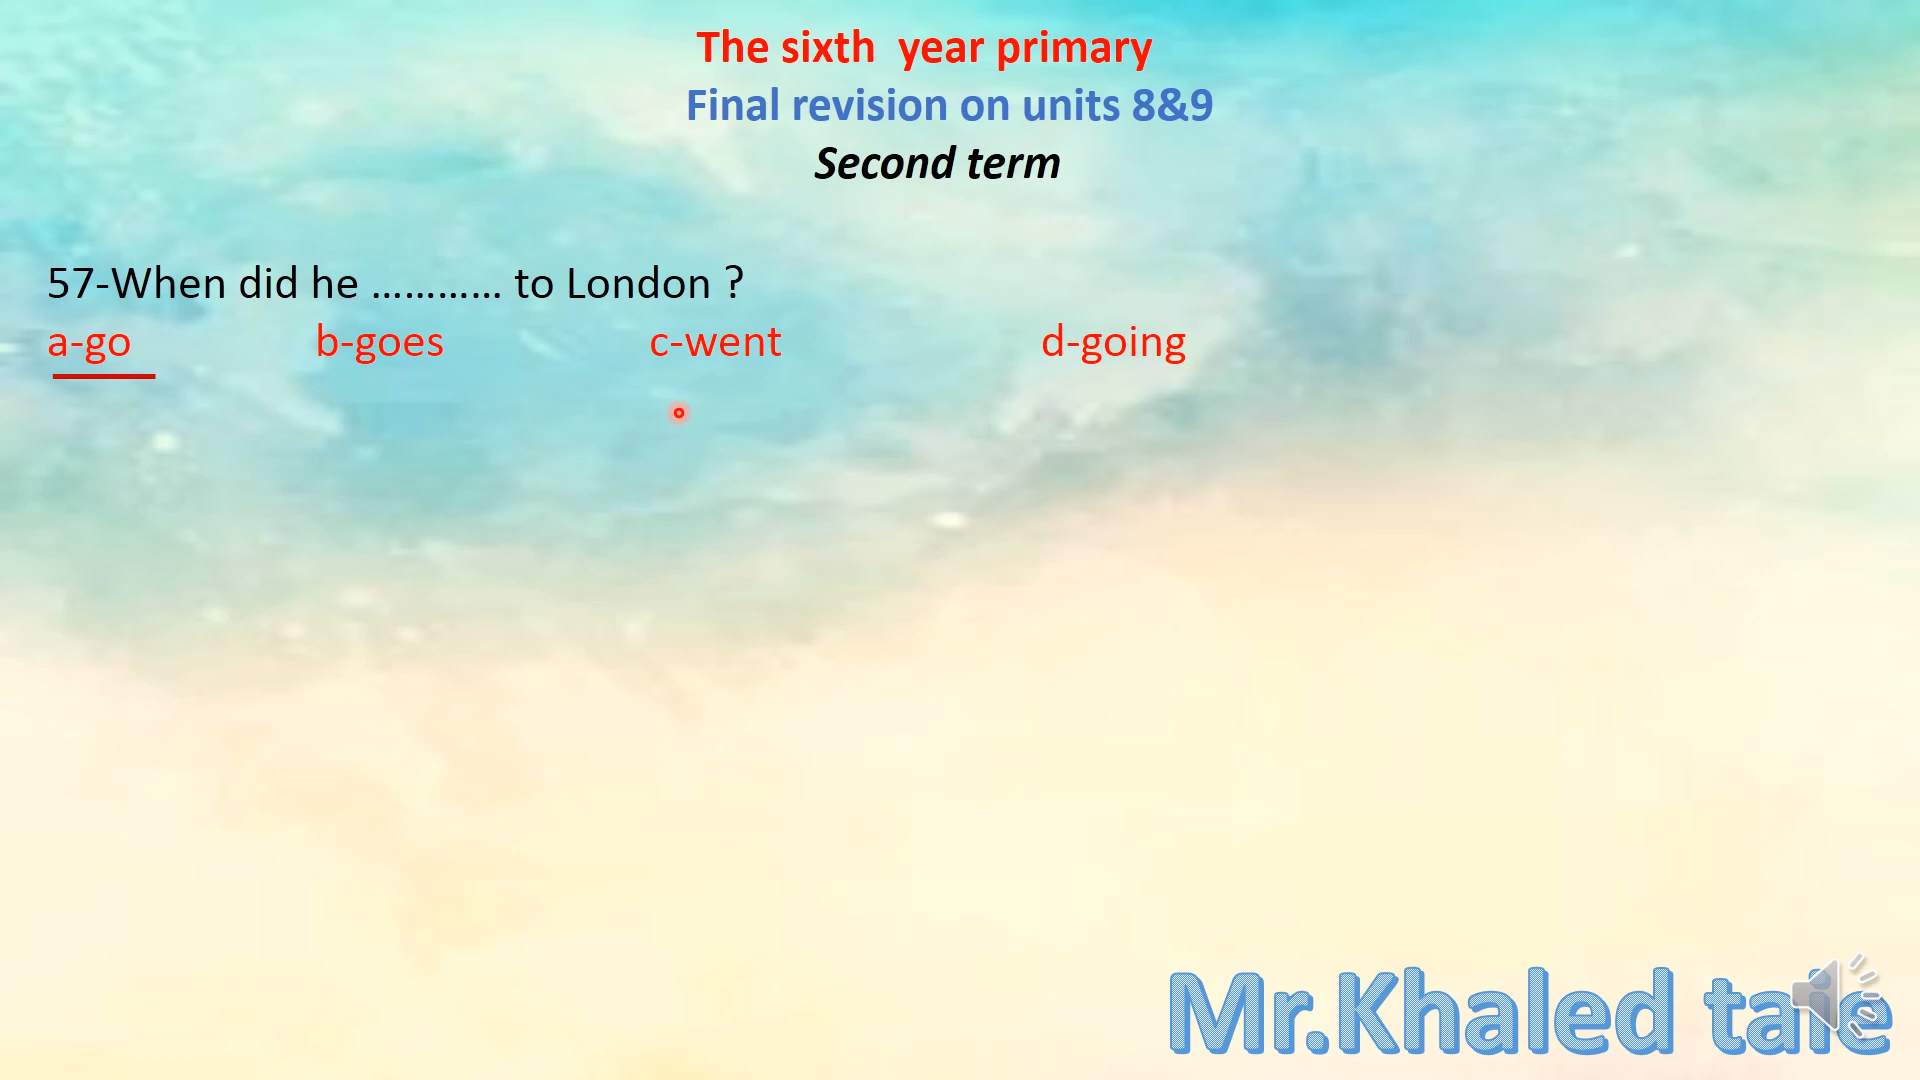 The sixth  year primary
Final revision on units 8&9
Second term
57-When did he ………… to London ?
a-go b-goes c-went d-going
Mr.Khaled